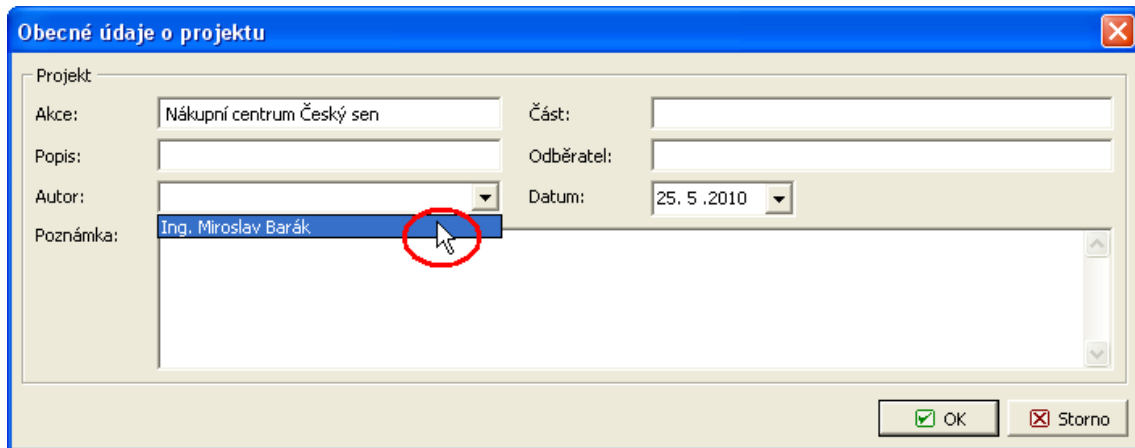 Obecné údaje o projektu
Projekt
Akce: Nákupní centrum Český sen Část:
Popis: Odběratel:
Autor: Datum: 25. 5 .2010
Ing. Miroslav Barák
Poznámka:
OK Storno